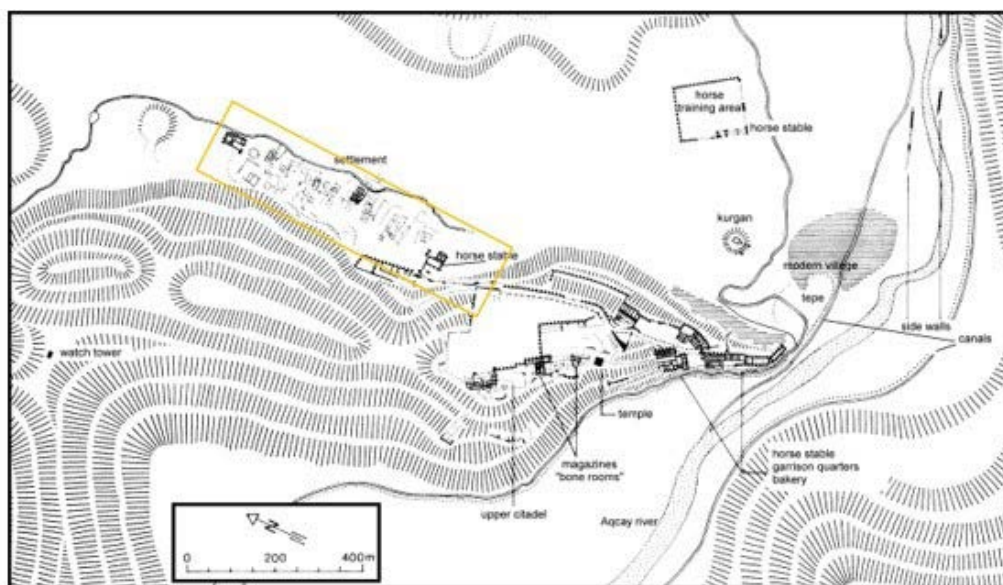 horse
training area
horse stable
settlement
kurgan
horse stable
modern village
tepe
side walls
canals
watch tower
temple
magazines
"bone rooms"
horse stable
garrison quarters
bakery
upper citadel
Aqcay river
N
0 200 400m